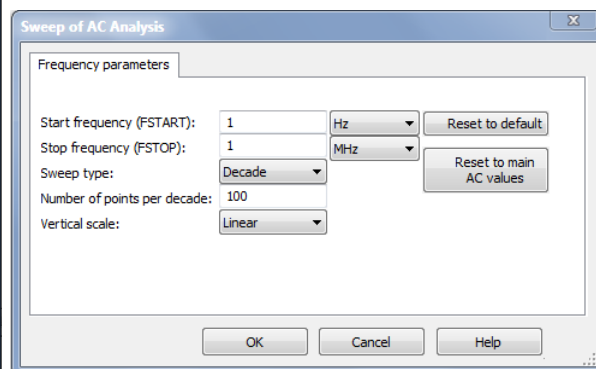 Sweep of AC Analysis
Frequency parameters
Start frequency (FSTART): 1 Hz Reset to default
Stop frequency (FSTOP): 1 MHz
Reset to main
AC values
Sweep type: Decade
Number of points per decade: 100
Vertical scale: Linear
OK Cancel Help